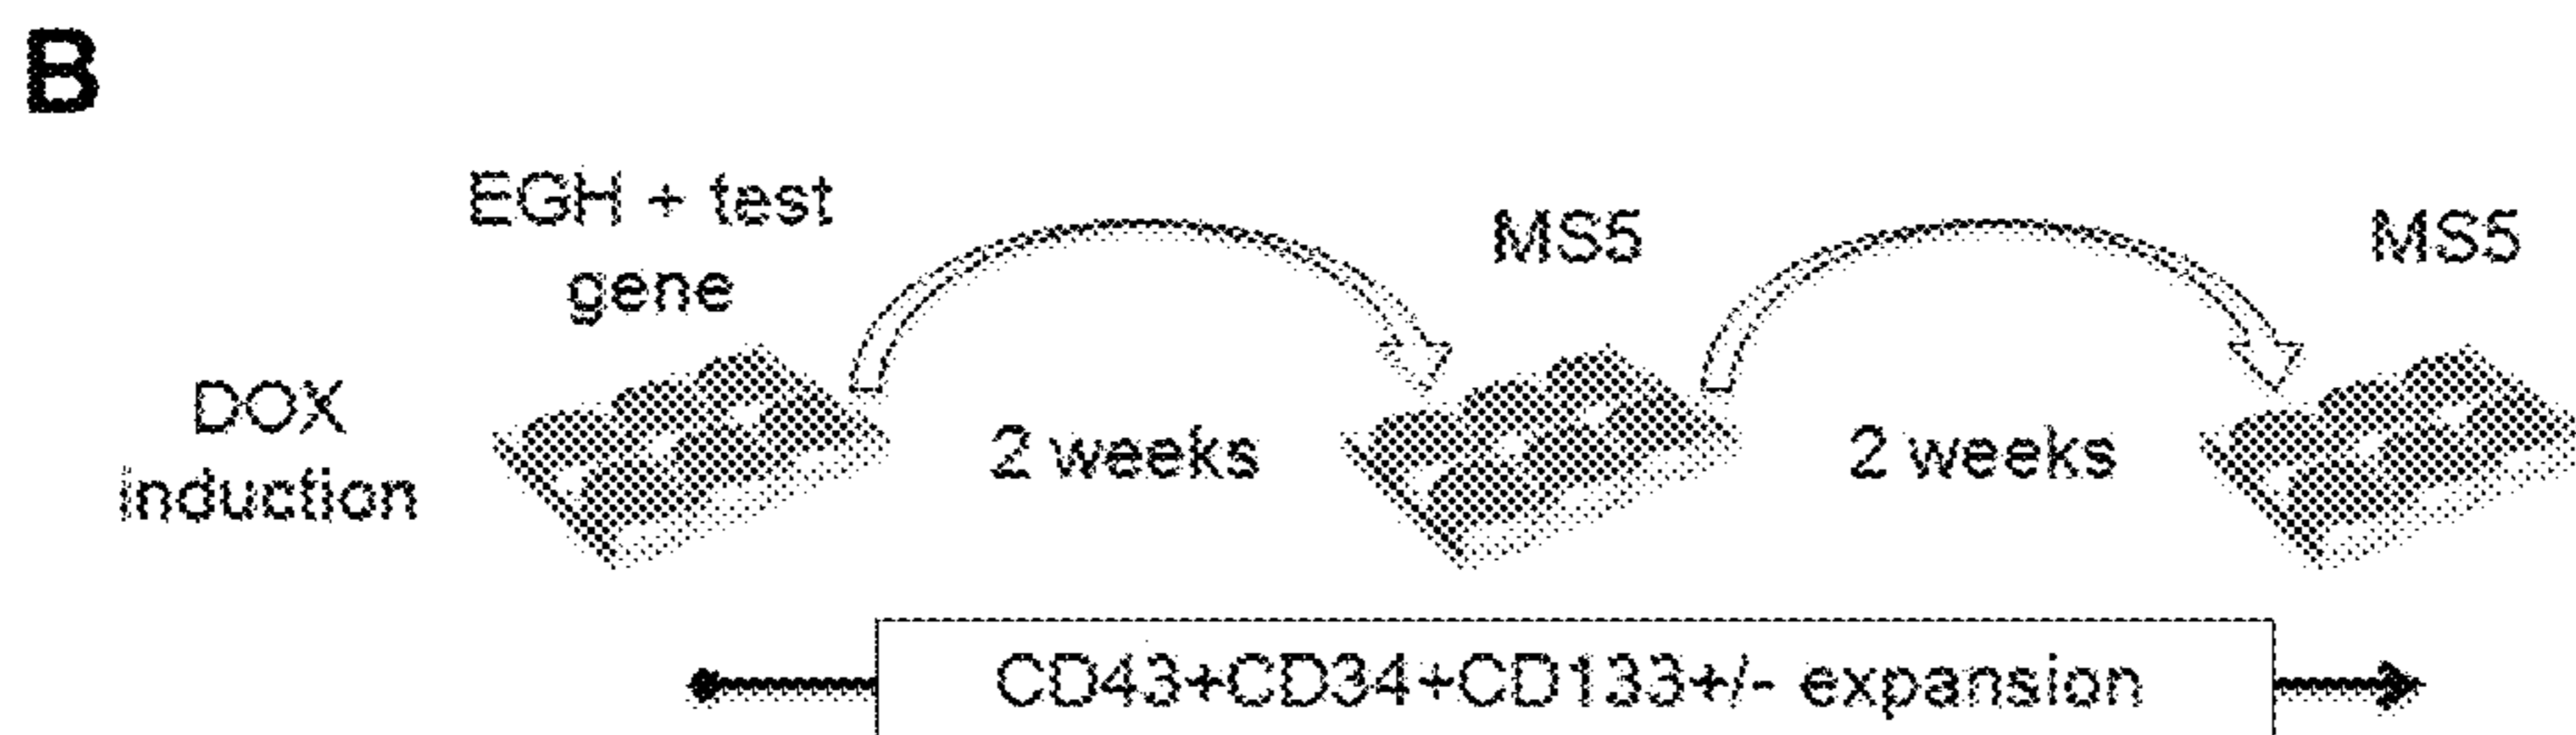 B
EGH + test
gene
MS5
MS5
DOX
induction
2 weeks
2 weeks
CD43+CD34+CD133+/- expansion